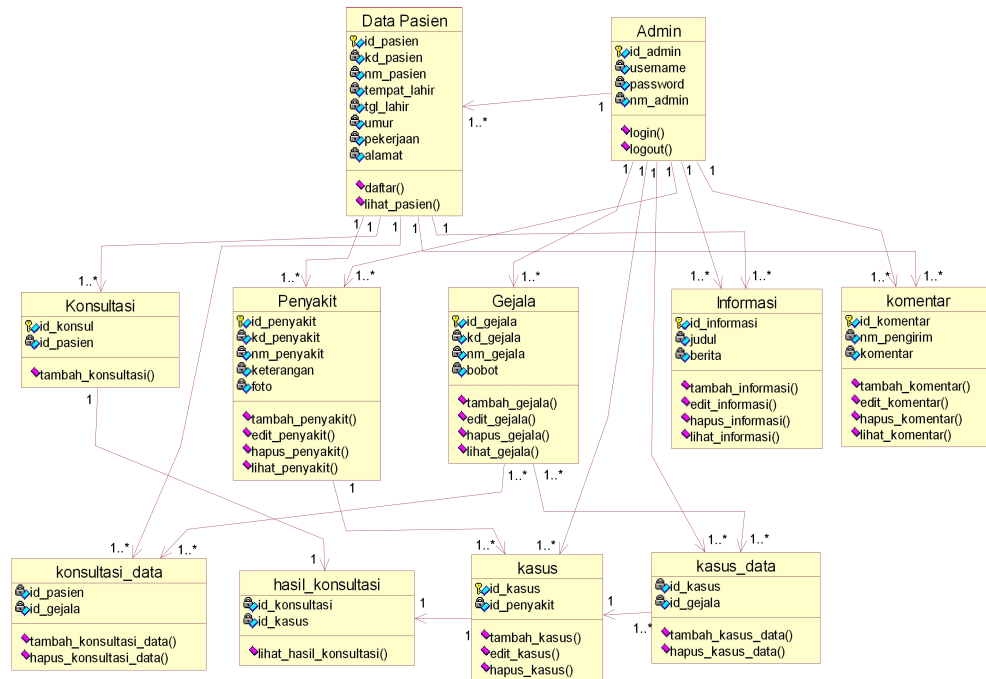 Data Pasien
id_pasien
kd_pasien
nm_pasien
tempat_lahir
tgl_lahir
umur
pekerjaan
alamat
daftar()
lihat_pasien()
Admin
id_admin
username
password
nm_admin
login()
logout()
1
1..*
1
1
1
1
1
1
1
1
1
1
1
1..*
1..*
1..*
1..*
1..*
1..*
1..*
1..*
Konsultasi
id_konsul
id_pasien
tambah_konsultasi()
1
Penyakit
id_penyakit
kd_penyakit
nm_penyakit
keterangan
foto
tambah_penyakit()
edit_penyakit()
hapus_penyakit()
lihat_penyakit()
1
Gejala
id_gejala
kd_gejala
nm_gejala
bobot
tambah_gejala()
edit_gejala()
hapus_gejala()
lihat_gejala()
1..*
1..*
Informasi
id_informasi
judul
berita
tambah_informasi()
edit_informasi()
hapus_informasi()
lihat_informasi()
komentar
id_komentar
nm_pengirim
komentar
tambah_komentar()
edit_komentar()
hapus_komentar()
lihat_komentar()
1..*
1..*
1
1..*
1..*
1..*
1..*
konsultasi_data
id_pasien
id_gejala
tambah_konsultasi_data()
hapus_konsultasi_data()
hasil_konsultasi
id_konsultasi
id_kasus
lihat_hasil_konsultasi()
1
1
kasus
id_kasus
id_penyakit
tambah_kasus()
edit_kasus()
hapus_kasus()
1
1..*
kasus_data
id_kasus
id_gejala
tambah_kasus_data()
hapus_kasus_data()